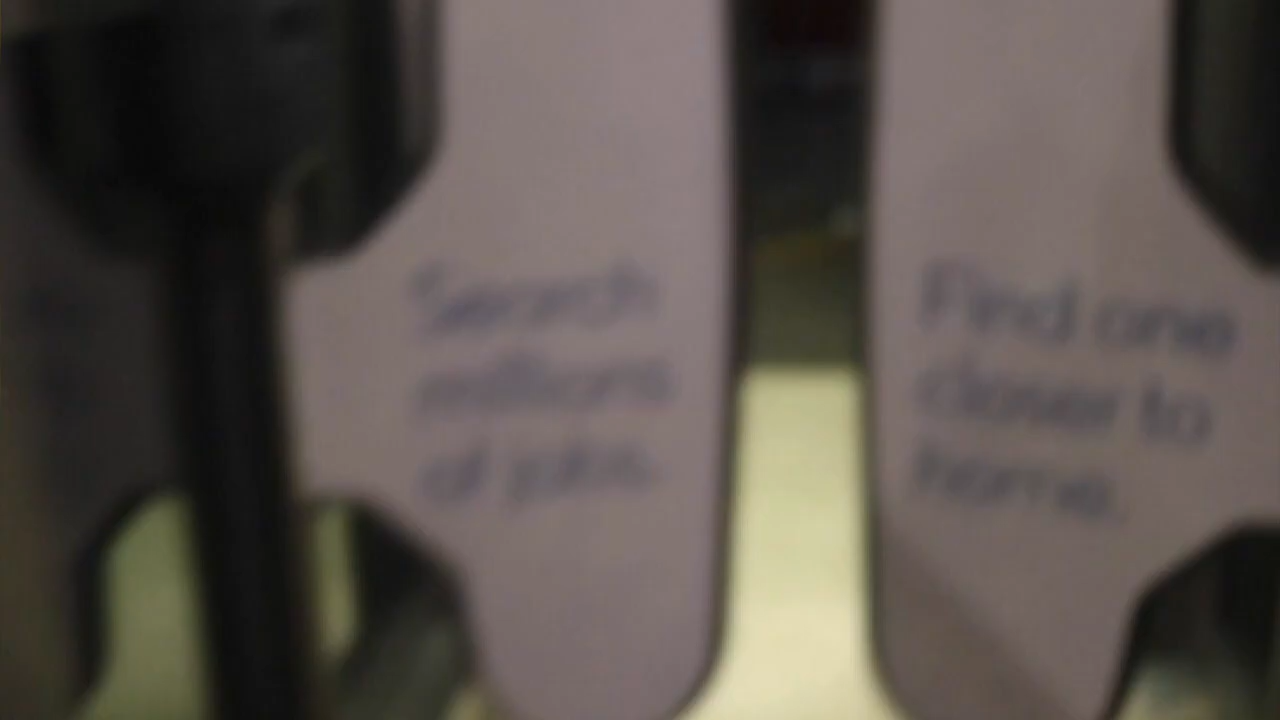 Search
millions
of jobs.
Find one
closer to
home.